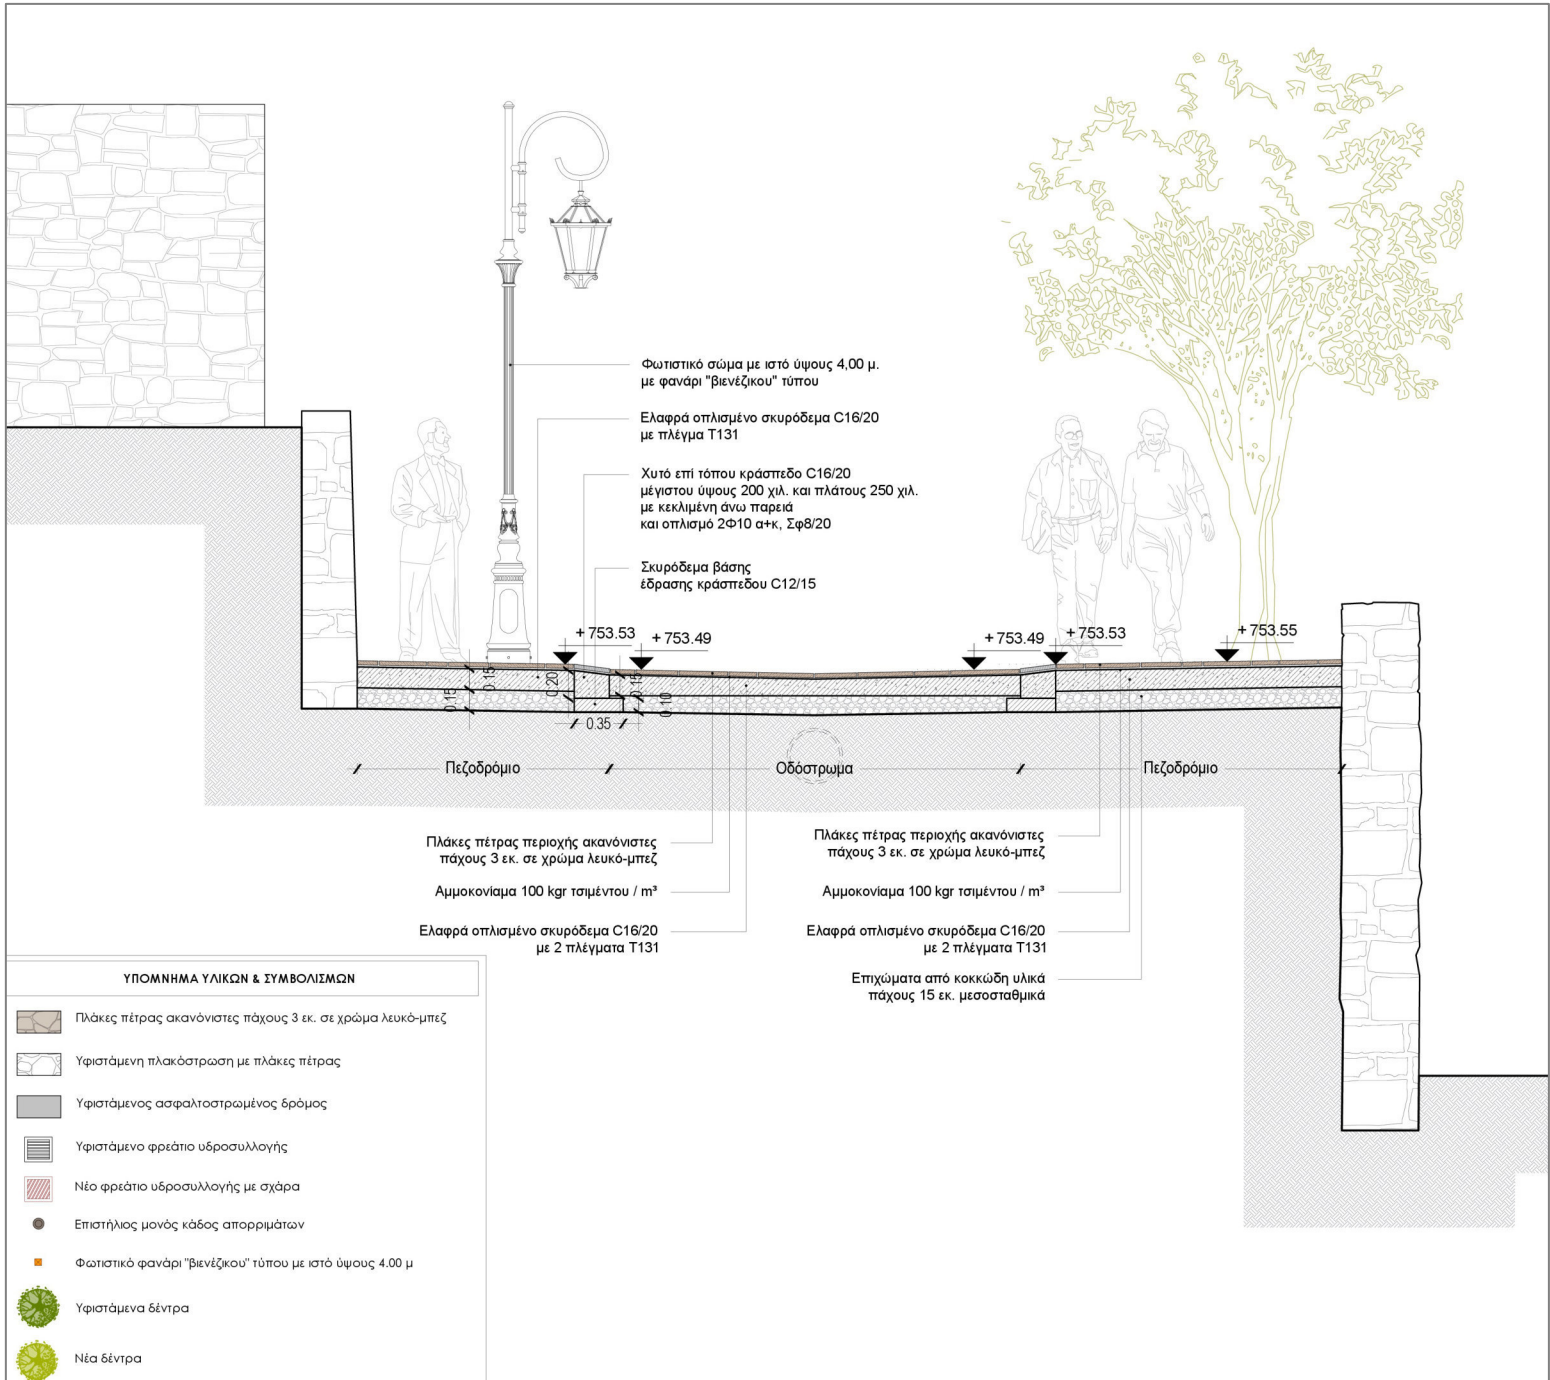 Φωτιστικό σώμα με ιστό ύψους 4,00 μ.
με φανάρι "βιενέζικου" τύπου
Ελαφρά οπλισμένο σκυρόδεμα C16/20
με πλέγμα Τ131
Χυτό επί τόπου κράσπεδο C16/20
μέγιστου ύψους 200 χιλ. και πλάτους 250 χιλ.
με κεκλιμένη άνω παρειά
και οπλισμό 2Φ10 α+κ, Σφ8/20
Σκυρόδεμα βάσης
έδρασης κράσπεδου C12/15
+ 753.53
+ 753.49
+ 753.49
+ 753.53
+ 753.55
0.15
0.15
0.20
0.15
0.10
0.35
Πεζοδρόμιο
Οδόστρωμα
Πεζοδρόμιο
Πλάκες πέτρας περιοχής ακανόνιστες
πάχους 3 εκ. σε χρώμα λευκό-μπεζ
Αμμοκονίαμα 100 kgr τσιμέντου / m³
Ελαφρά οπλισμένο σκυρόδεμα C16/20
με 2 πλέγματα Τ131
Πλάκες πέτρας περιοχής ακανόνιστες
πάχους 3 εκ. σε χρώμα λευκό-μπεζ
Αμμοκονίαμα 100 kgr τσιμέντου / m³
Ελαφρά οπλισμένο σκυρόδεμα C16/20
με 2 πλέγματα Τ131
Επιχώματα από κοκκώδη υλικά
πάχους 15 εκ. μεσοσταθμικά
ΥΠΟΜΝΗΜΑ ΥΛΙΚΩΝ & ΣΥΜΒΟΛΙΣΜΩΝ
Πλάκες πέτρας ακανόνιστες πάχους 3 εκ. σε χρώμα λευκό-μπεζ
Υφιστάμενη πλακόστρωση με πλάκες πέτρας
Υφιστάμενος ασφαλτοστρωμένος δρόμος
Υφιστάμενο φρεάτιο υδροσυλλογής
Νέο φρεάτιο υδροσυλλογής με σχάρα
Επιστήλιος μονός κάδος απορριμάτων
Φωτιστικό φανάρι "βιενέζικου" τύπου με ιστό ύψους 4.00 μ
Υφιστάμενα δέντρα
Νέα δέντρα